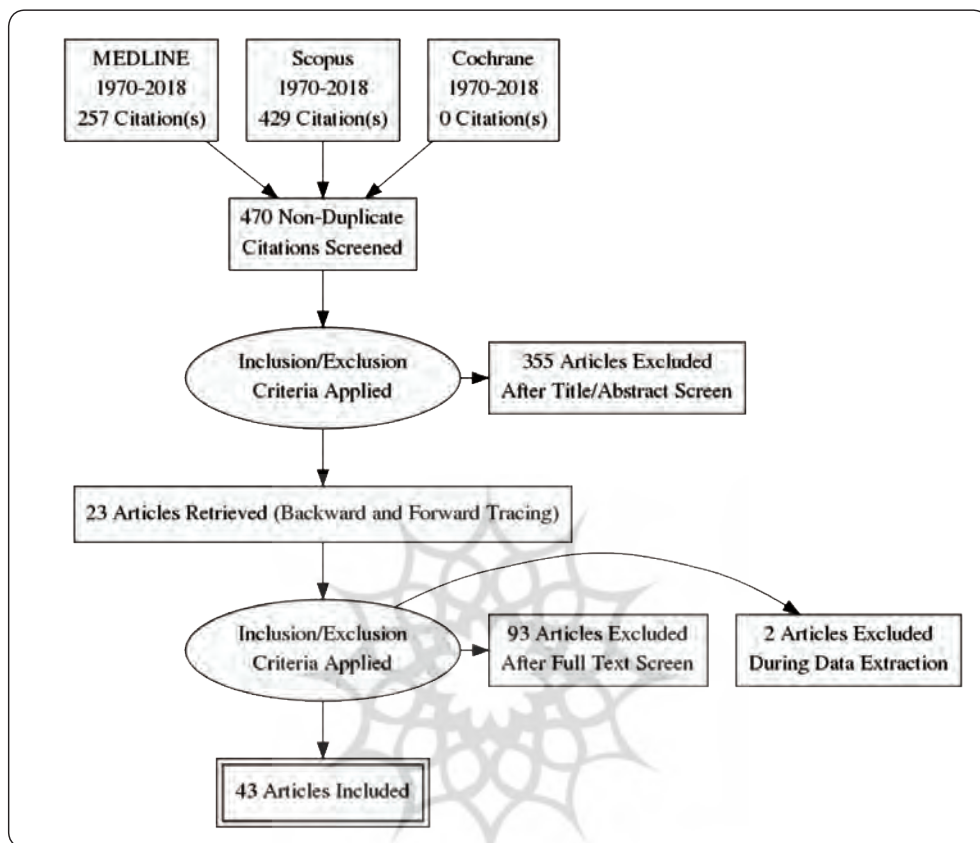 MEDLINE
1970-2018
257 Citation(s)
Scopus
1970-2018
429 Citation(s)
Cochrane
1970-2018
0 Citation(s)
470 Non-Duplicate
Citations Screened
Inclusion/Exclusion
Criteria Applied
355 Articles Excluded
After Title/Abstract Screen
23 Articles Retrieved (Backward and Forward Tracing)
Inclusion/Exclusion
Criteria Applied
93 Articles Excluded
After Full Text Screen
2 Articles Excluded
During Data Extraction
43 Articles Included